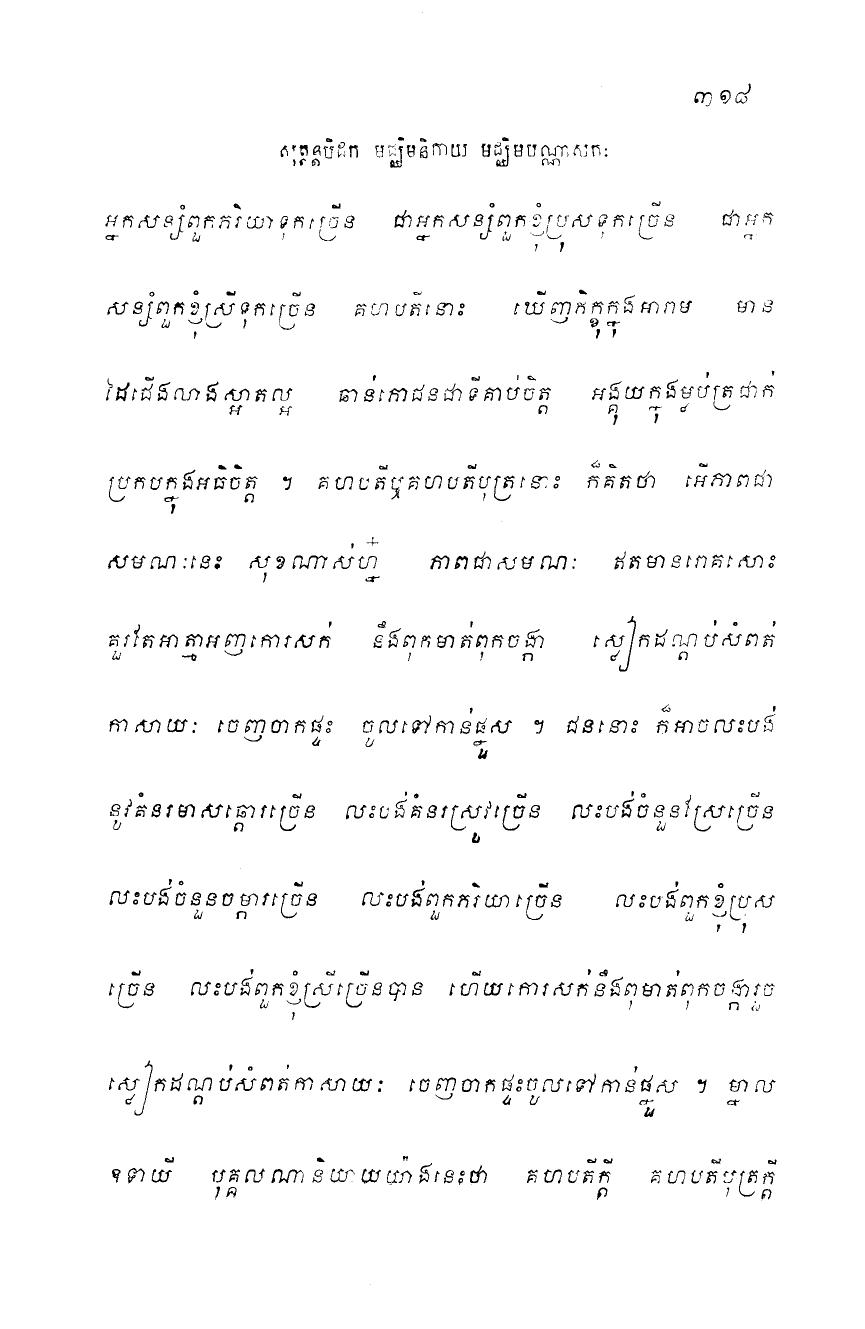 ៣១៨
សុត្តន្តបិដក មជ្ឈិមនិកាយ មជ្ឈិមបណ្ណាសកៈ
អ្នកសន្សំពួកភរិយាទុកច្រើន ជាអ្នកសន្សំពួកខ្ញុំប្រុសទុកច្រើន ជាអ្នក
សន្សំពួកខ្ញុំស្រីទុកច្រើន គហបតីនោះ ឃើញភិក្ខុក្នុងអារាម មាន
ដៃជើងលាងស្អាតល្អ ឆាន់ភោជនជាទីគាប់ចិត្ត អង្គុយក្នុងម្លប់ត្រជាក់
ប្រកបក្នុងអធិចិត្ត ។ គហបតីឬគហបតីបុត្រនោះ ក៏គិតថា អើភាពជា
សមណៈនេះ សុខណាស់ហ្ន៎ ភាពជាសមណៈ ឥតមានរោគសោះ
គួរតែអាត្មាអញកោរសក់ នឹងពុកមាត់ពុកចង្កា ស្លៀកដណ្តប់សំពត់
កាសាយៈ ចេញចាកផ្ទះ ចូលទៅកាន់ផ្នួស ។ ជននោះ ក៏អាចលះបង់
នូវគំនរមាសឆ្តោរច្រើន លះបង់គំនរស្រូវច្រើន លះបង់ចំនួនស្រែច្រើន
លះបង់ចំនួនចម្ការច្រើន លះបង់ពួកភរិយាច្រើន លះបង់ពួកខ្ញុំប្រុស
ច្រើន លះបង់ពួកខ្ញុំស្រីច្រើនបាន ហើយកោរសក់នឹងពុមាត់ពុកចង្ការួច
ស្លៀកដណ្តប់សំពត់កាសាយៈ ចេញចាកផ្ទះចូលទៅកាន់ផ្នួស ។ ម្នាល
ឧទាយី បុគ្គលណានិយាយយ៉ាងនេះថា គហបតីក្តី គហបតីបុត្រក្តី